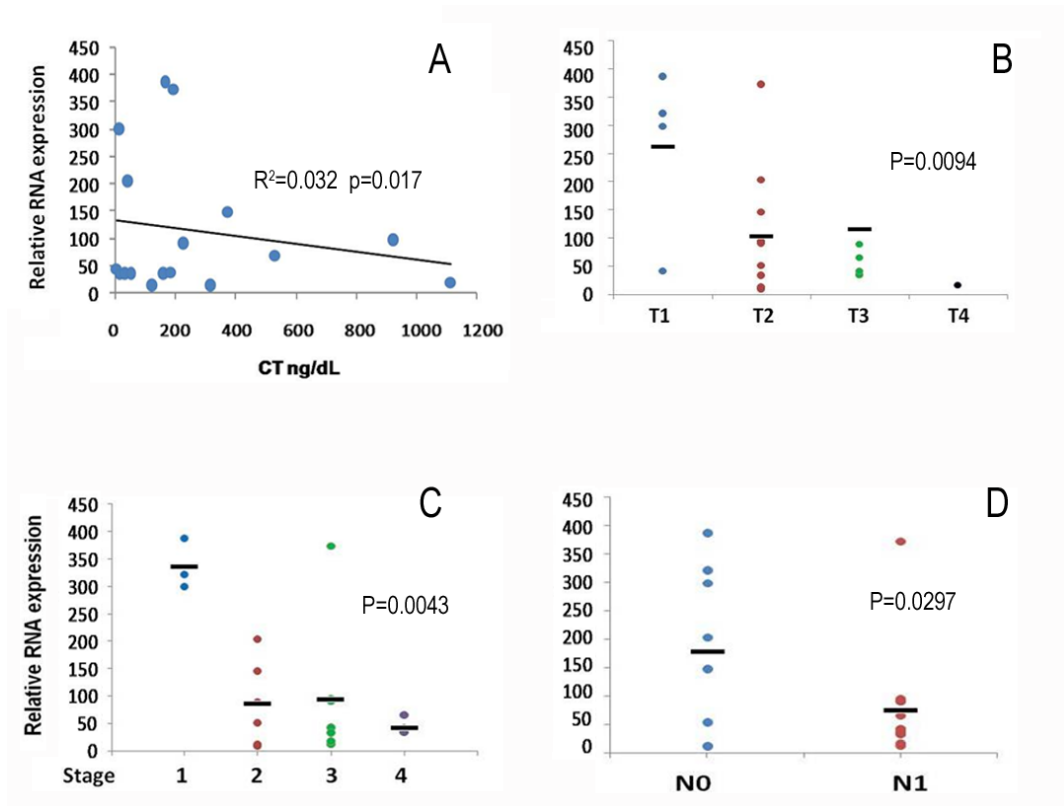 A
Relative RNA expression
450
400
350
300
250
200
150
100
50
0
R²=0.032 p=0.017
0 200 400 600 800 1000 1200
CT ng/dL
B
450
400
350
300
250
200
150
100
50
0
P=0.0094
T1 T2 T3 T4
C
Relative RNA expression
450
400
350
300
250
200
150
100
50
0
P=0.0043
Stage 1 2 3 4
D
450
400
350
300
250
200
150
100
50
0
P=0.0297
N0 N1